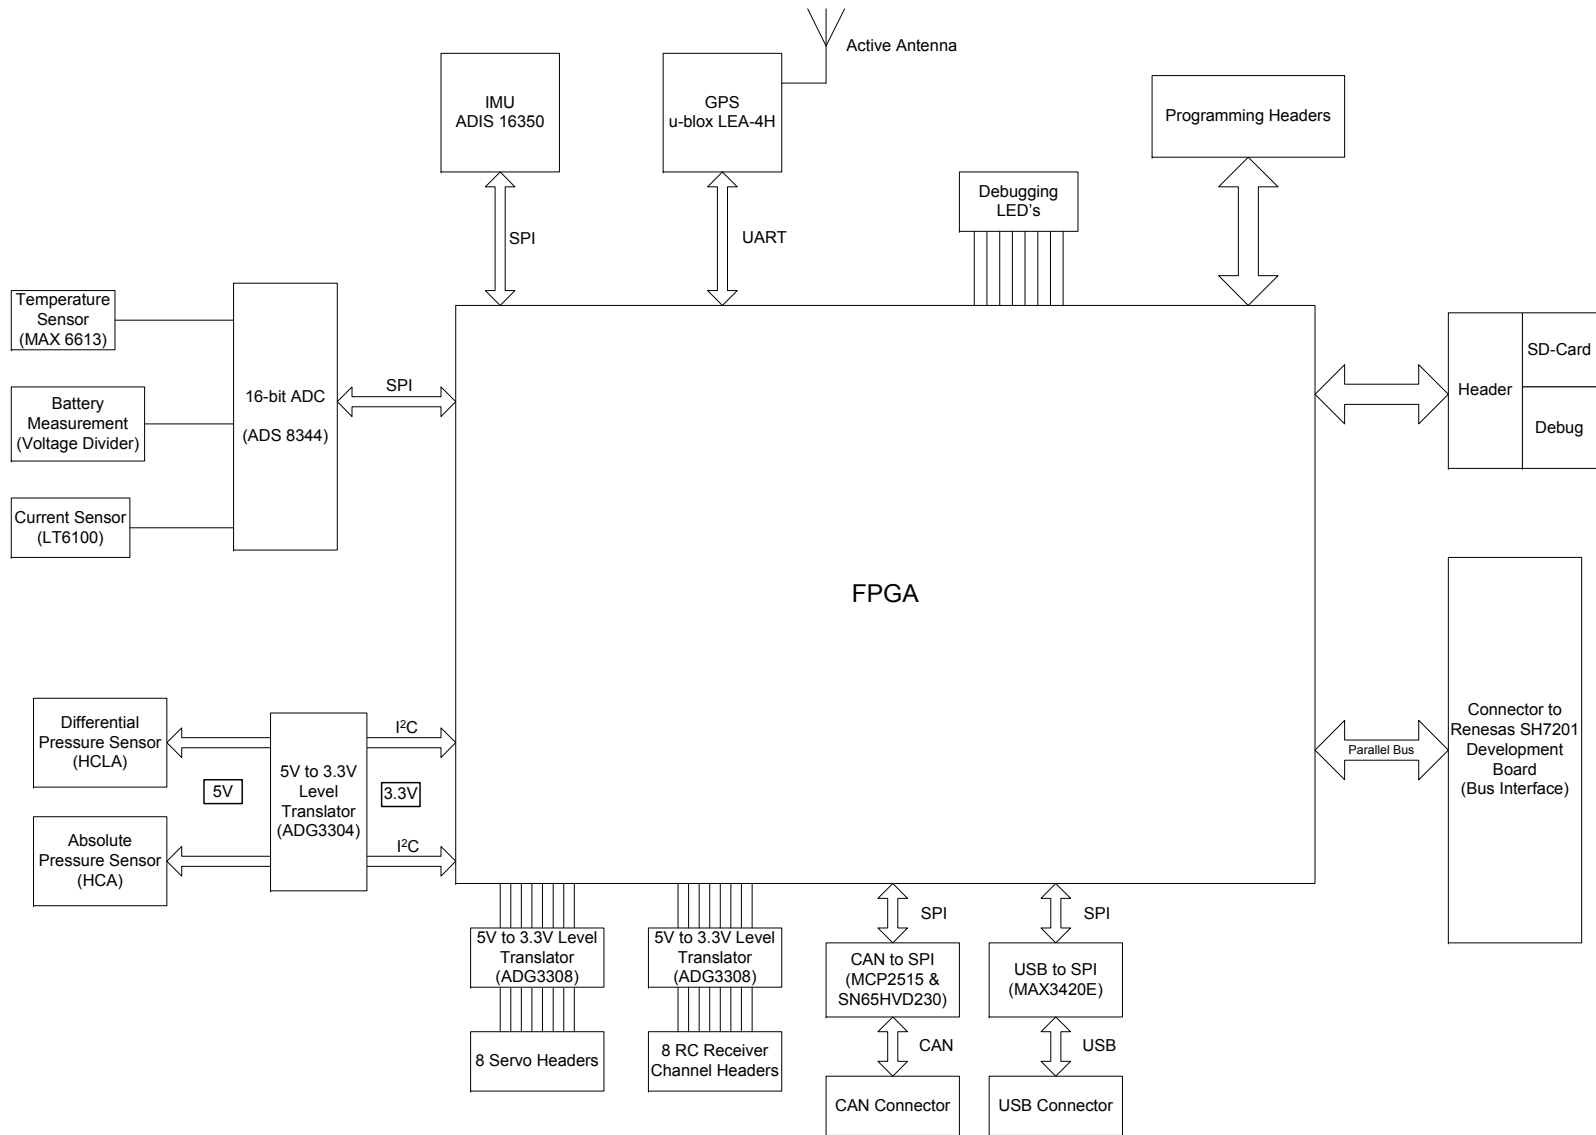 Active Antenna
IMU
ADIS 16350
GPS
u-blox LEA-4H
Programming Headers
Debugging
LED's
SPI
UART
Temperature
Sensor
(MAX 6613)
Battery
Measurement
(Voltage Divider)
Current Sensor
(LT6100)
16-bit ADC
(ADS 8344)
SPI
Header
SD-Card
Debug
FPGA
Differential
Pressure Sensor
(HCLA)
Absolute
Pressure Sensor
(HCA)
5V
5V to 3.3V
Level
Translator
(ADG3304)
3.3V
I²C
I²C
Parallel Bus
Connector to
Renesas SH7201
Development
Board
(Bus Interface)
5V to 3.3V Level
Translator
(ADG3308)
8 Servo Headers
5V to 3.3V Level
Translator
(ADG3308)
8 RC Receiver
Channel Headers
SPI
CAN to SPI
(MCP2515 &
SN65HVD230)
CAN
CAN Connector
SPI
USB to SPI
(MAX3420E)
USB
USB Connector